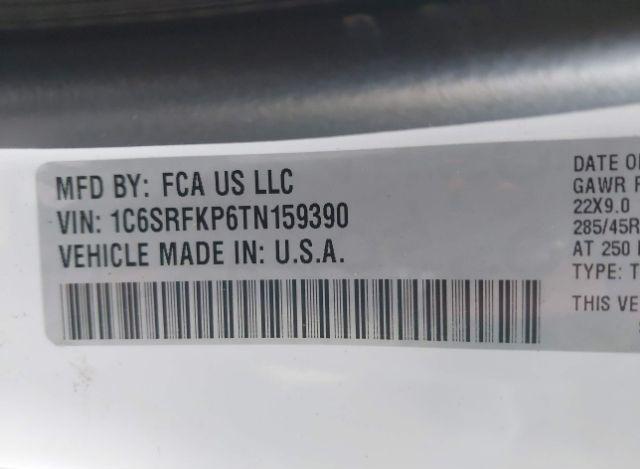 MFD BY: FCA US LLC
VIN: 1C6SRFKP6TN159390
VEHICLE MADE IN: U.S.A.
DATE O
GAWR F
22X9.0
285/45R
AT 250
TYPE: T
THIS VE